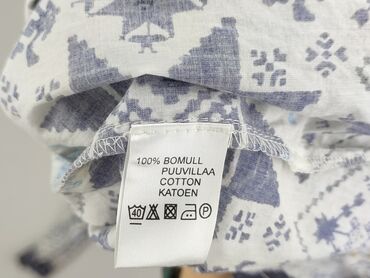 100% BOMULL
PUUVILLAA
COTTON
KATOEN
40 P